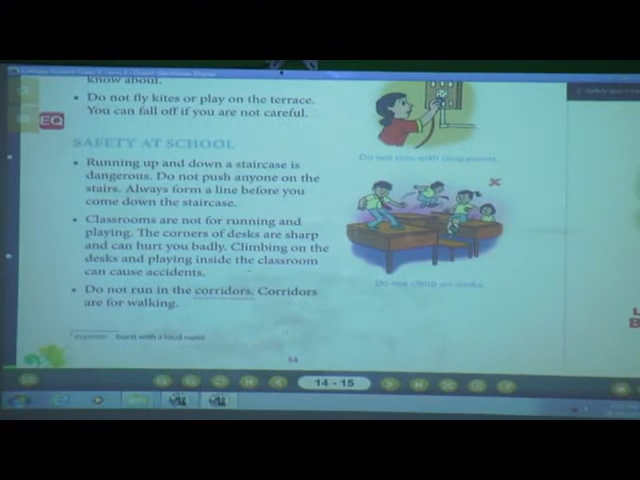 know about.
• Do not fly kites or play on the terrace.
You can fall off if you are not careful.
EQ
SAFETY AT SCHOOL
• Running up and down a staircase is
dangerous. Do not push anyone on the
stairs. Always form a line before you
come down the staircase.
• Classrooms are not for running and
playing. The corners of desks are sharp
and can hurt you badly. Climbing on the
desks and playing inside the classroom
can cause accidents.
• Do not run in the corridors. Corridors
are for walking.
Do not climb on desks.
burst with a loud noise
14
14 - 15